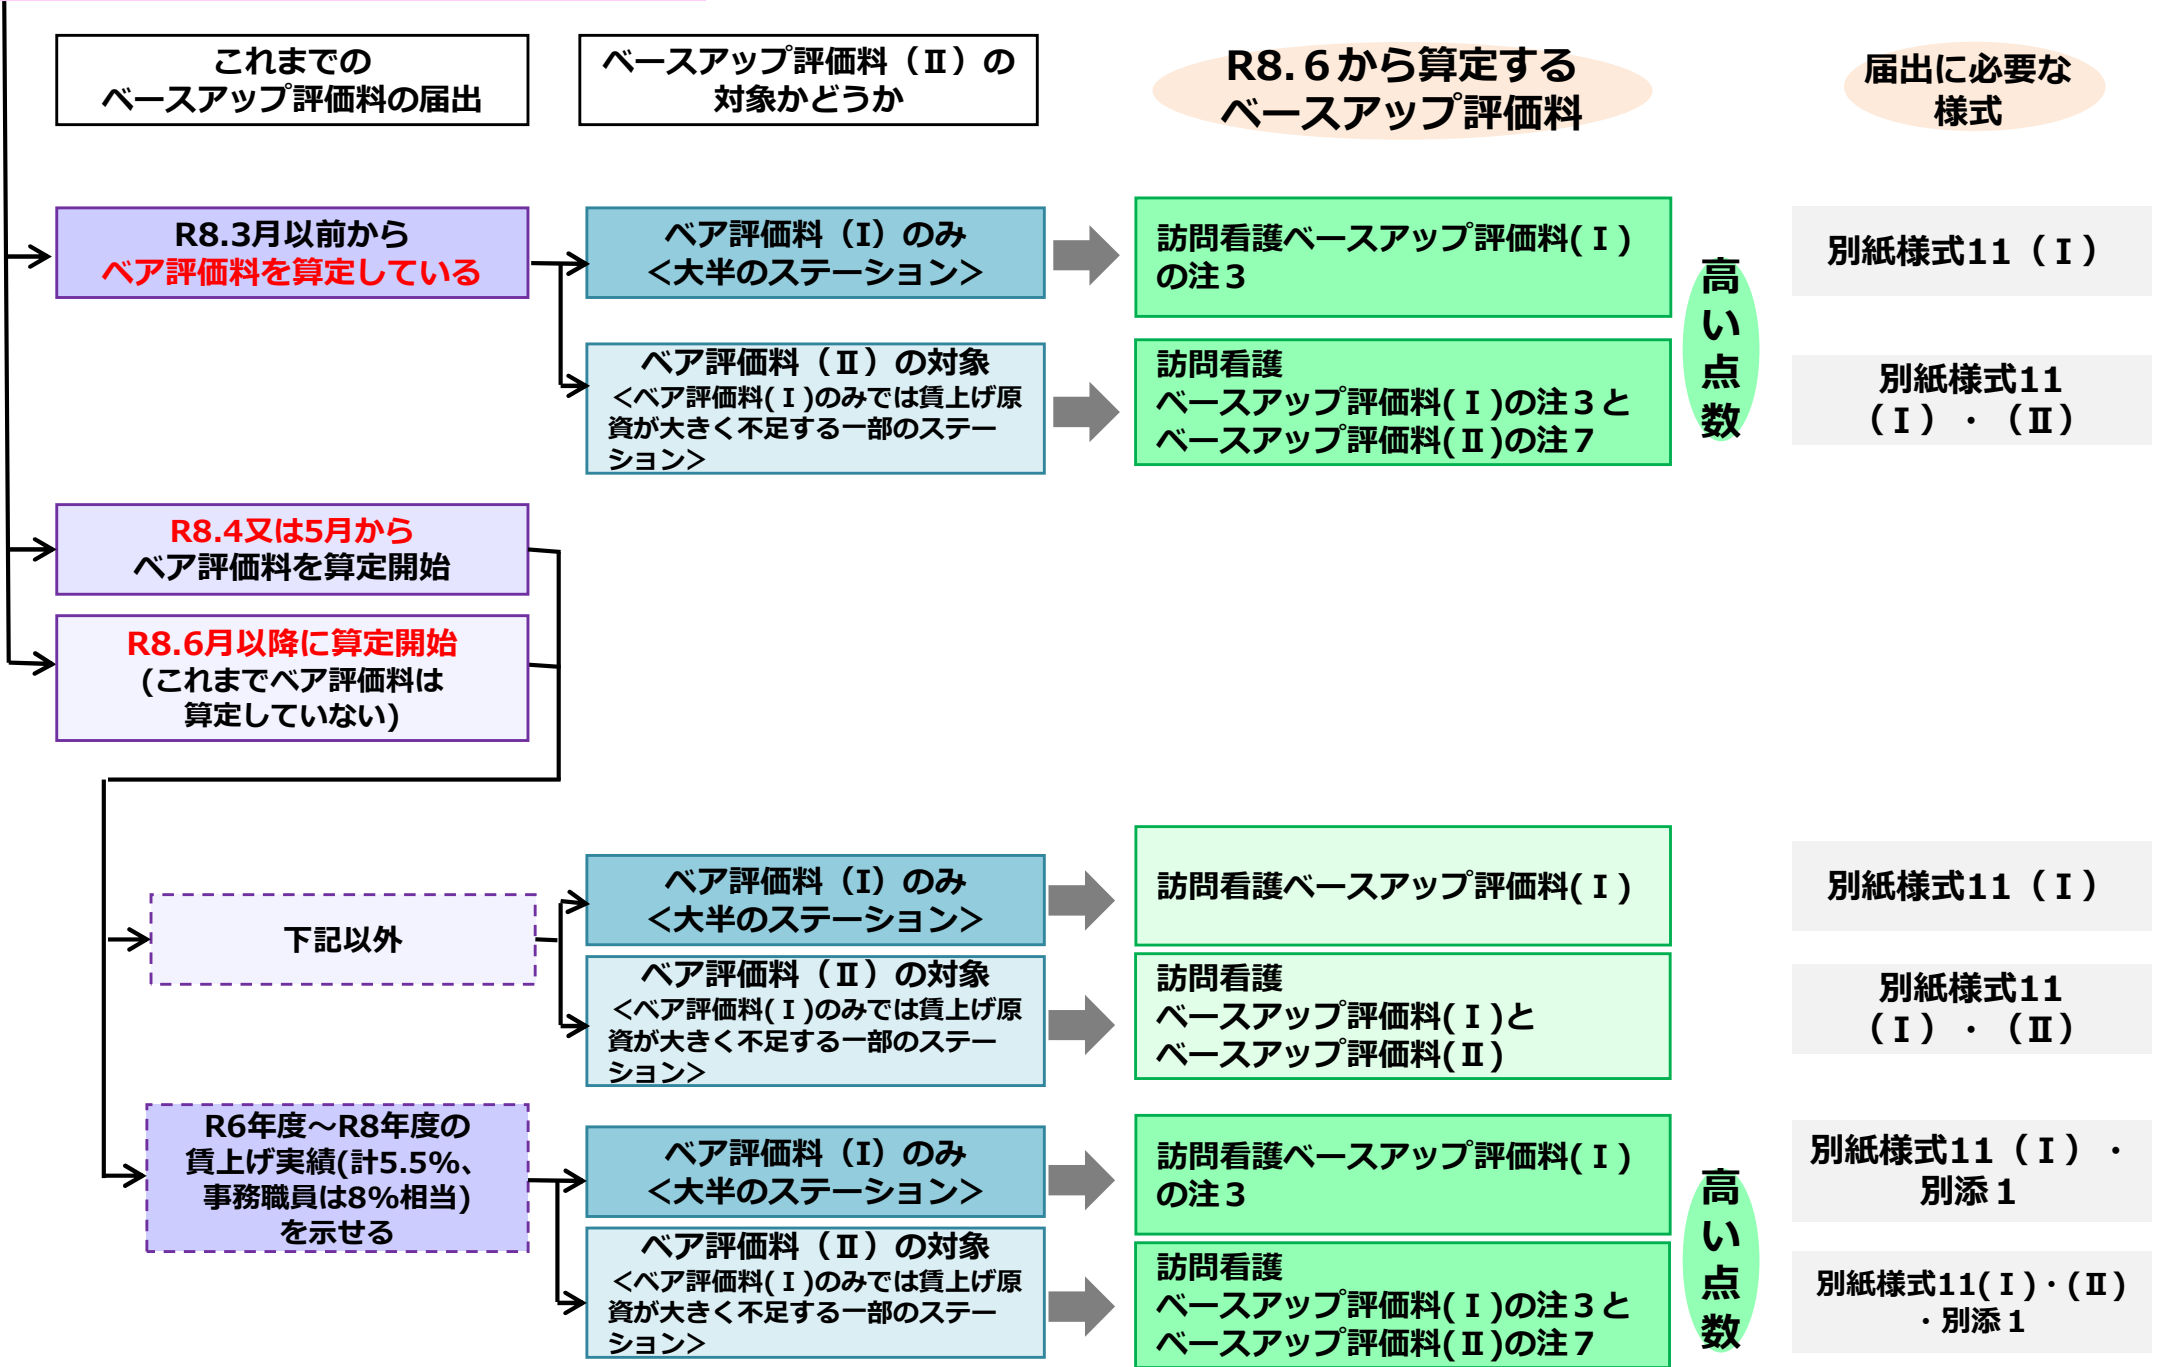 これまでの
ベースアップ評価料の届出
ベースアップ評価料（Ⅱ）の
対象かどうか
R8.６から算定する
ベースアップ評価料
届出に必要な
様式
R8.3月以前から
ベア評価料を算定している
ベア評価料（I）のみ
＜大半のステーション＞
訪問看護ベースアップ評価料(Ⅰ)
の注３
別紙様式11（Ⅰ）
ベア評価料（Ⅱ）の対象
＜ベア評価料(Ⅰ)のみでは賃上げ原
資が大きく不足する一部のステー
ション＞
訪問看護
ベースアップ評価料(Ⅰ)の注３と
ベースアップ評価料(Ⅱ)の注７
高
い
点
数
別紙様式11
（Ⅰ）・（Ⅱ）
R8.4又は5月から
ベア評価料を算定開始
R8.6月以降に算定開始
(これまでベア評価料は
算定していない)
下記以外
ベア評価料（I）のみ
＜大半のステーション＞
訪問看護ベースアップ評価料(Ⅰ)
別紙様式11（Ⅰ）
ベア評価料（Ⅱ）の対象
＜ベア評価料(Ⅰ)のみでは賃上げ原
資が大きく不足する一部のステー
ション＞
訪問看護
ベースアップ評価料(Ⅰ)と
ベースアップ評価料(Ⅱ)
別紙様式11
（Ⅰ）・（Ⅱ）
R6年度～R8年度の
賃上げ実績(計5.5%、
事務職員は8%相当)
を示せる
ベア評価料（I）のみ
＜大半のステーション＞
訪問看護ベースアップ評価料(Ⅰ)
の注３
別紙様式11（Ⅰ）・
別添１
ベア評価料（Ⅱ）の対象
＜ベア評価料(Ⅰ)のみでは賃上げ原
資が大きく不足する一部のステー
ション＞
訪問看護
ベースアップ評価料(Ⅰ)の注３と
ベースアップ評価料(Ⅱ)の注７
高
い
点
数
別紙様式11(Ⅰ)・(Ⅱ)
・別添１